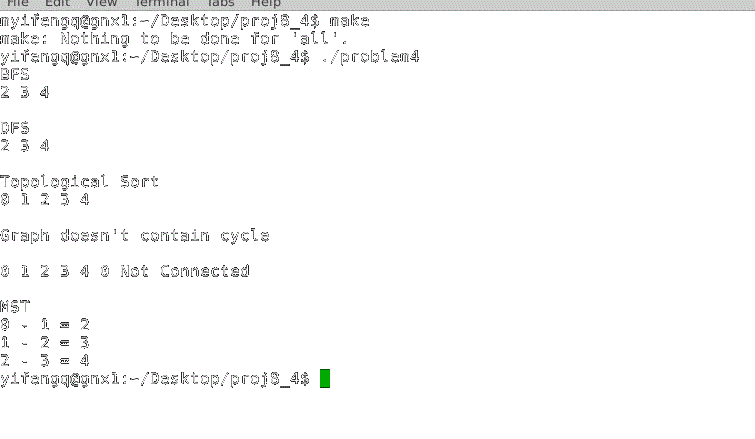 File Edit View Terminal Tabs Help
myifengq@gnxl:~/Desktop/proj8_4$ make
make: Nothing to be done for 'all'.
yifengq@gnxl:~/Desktop/proj8_4$ ./problem4
BFS
2 3 4
DFS
2 3 4
Topological Sort
0 1 2 3 4
Graph doesn't contain cycle
0 1 2 3 4 0 Not Connected
MST
0 - 1 = 2
1 - 2 = 3
2 - 3 = 4
yifengq@gnxl:~/Desktop/proj8_4$